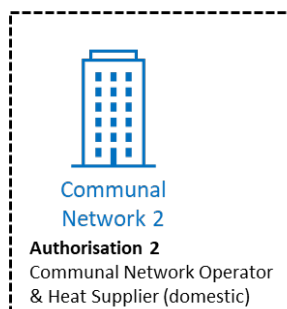 Communal
Network 2
Authorisation 2
Communal Network Operator
& Heat Supplier (domestic)